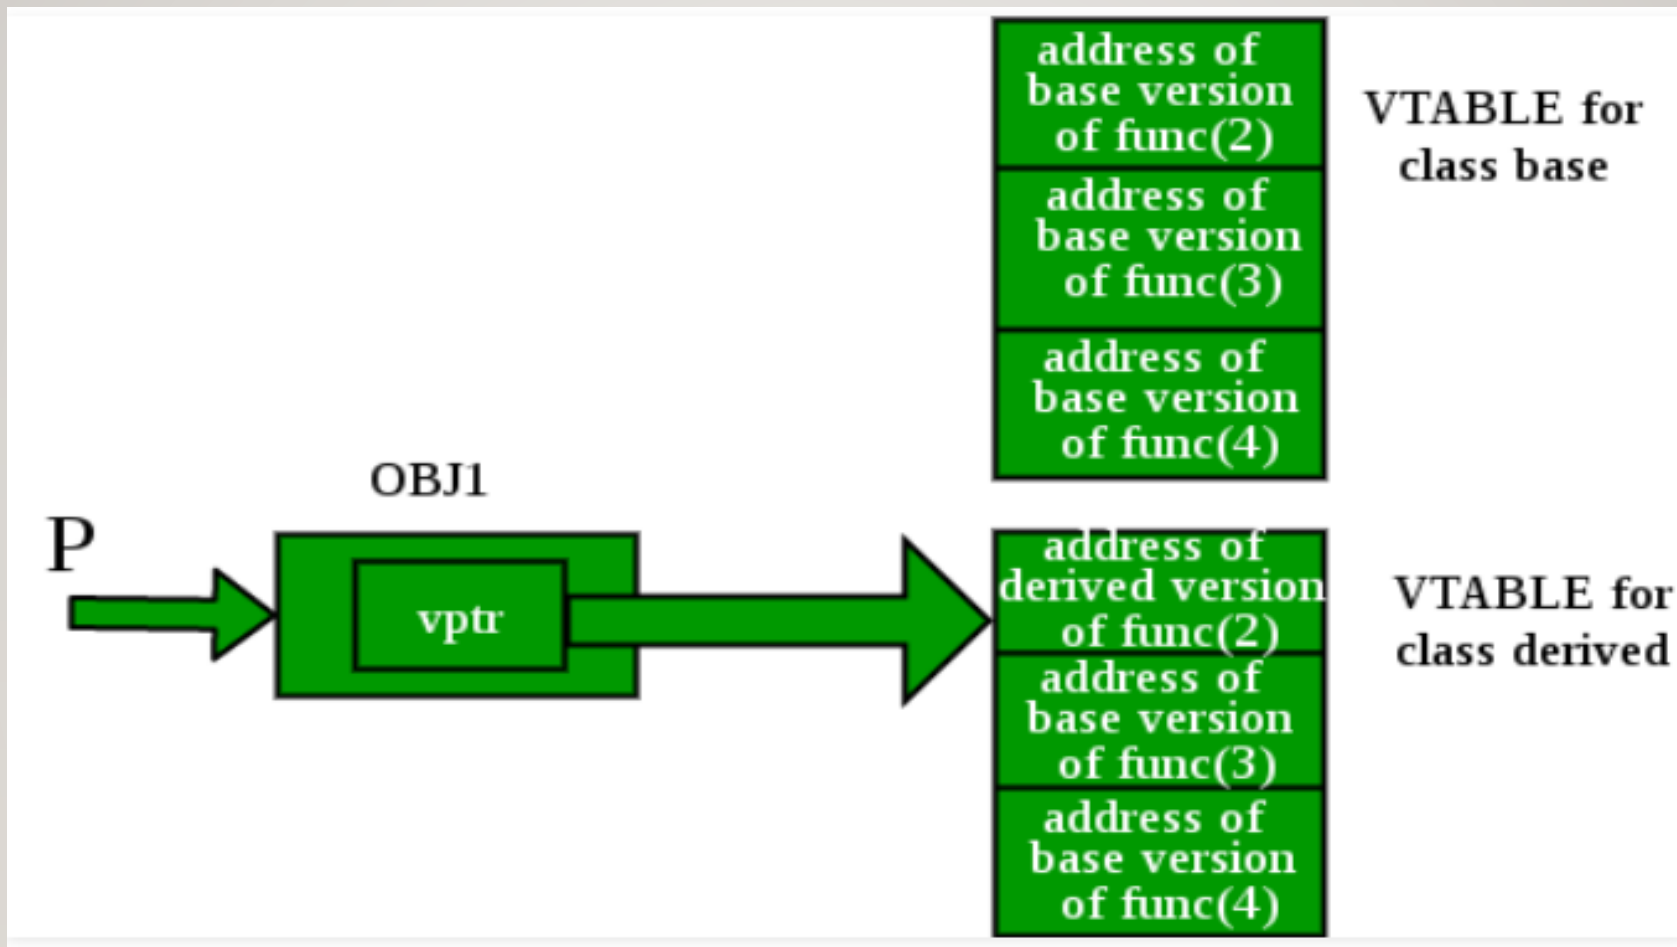 address of
base version
of func(2)
VTABLE for
class base
address of
base version
of func(3)
address of
base version
of func(4)
OBJ1
P
vptr
address of
derived version
of func(2)
VTABLE for
class derived
address of
base version
of func(3)
address of
base version
of func(4)